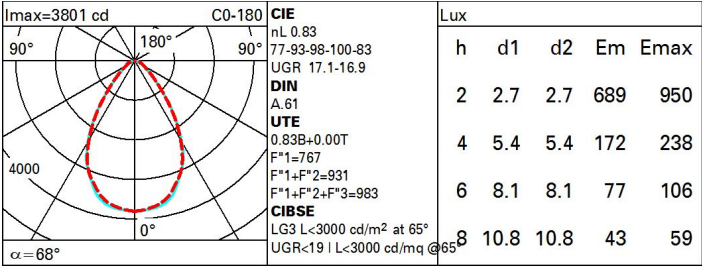 Imax=3801 cd C0-180
90° 180° 90°
4000
0°
α=68°
CIE
nL 0.83
77-93-98-100-83
UGR 17.1-16.9
DIN
A.61
UTE
0.83B+0.00T
F"1=767
F"1+F"2=931
F"1+F"2+F"3=983
CIBSE
LG3 L<3000 cd/m² at 65°
UGR<19 | L<3000 cd/mq @65°
Lux
h d1 d2 Em Emax
2 2.7 2.7 689 950
4 5.4 5.4 172 238
6 8.1 8.1 77 106
8 10.8 10.8 43 59